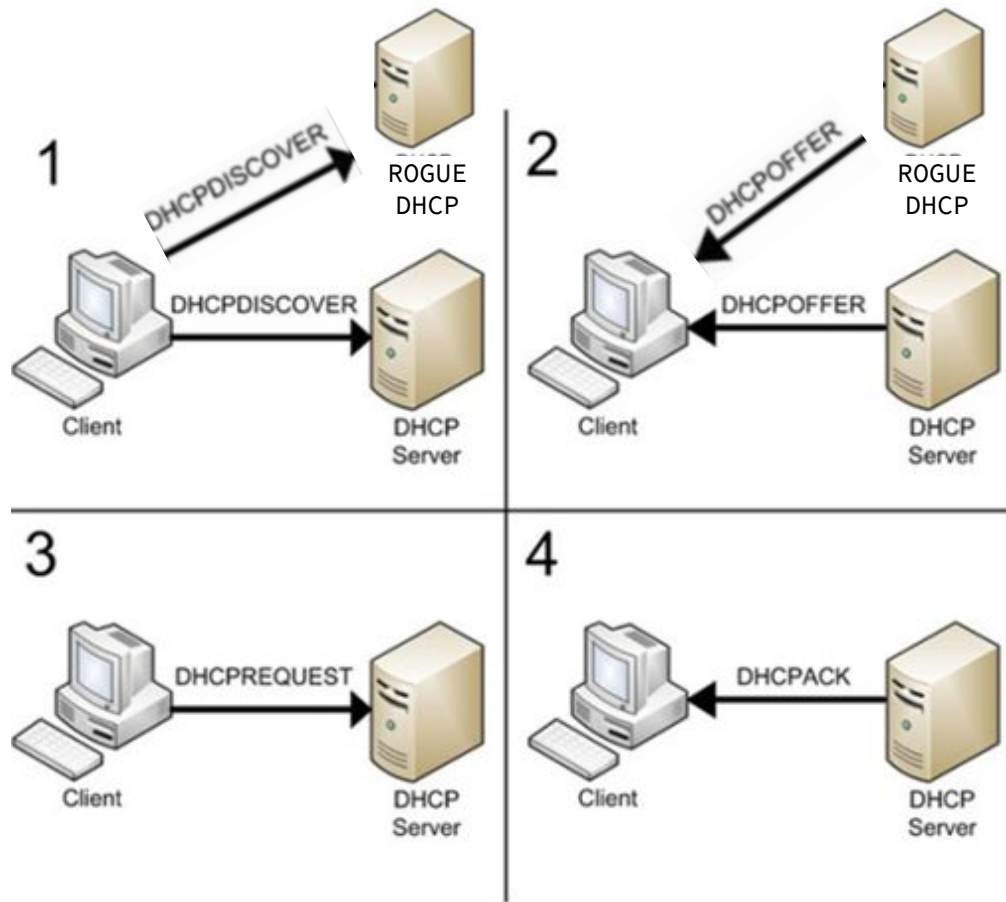 1
DHCPDISCOVER
ROGUE
DHCP
DHCPDISCOVER
Client
DHCP
Server
2
DHCPOFFER
ROGUE
DHCP
DHCPOFFER
Client
DHCP
Server
3
DHCPREQUEST
Client
DHCP
Server
4
DHCPACK
Client
DHCP
Server